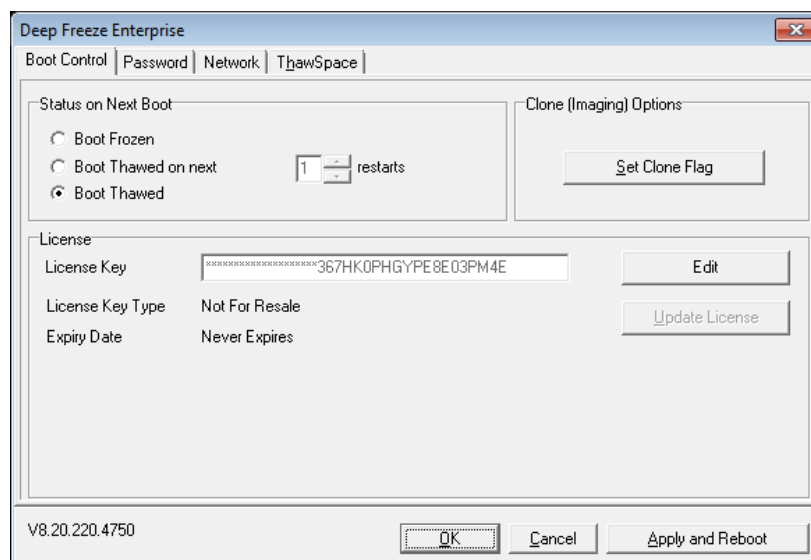 Deep Freeze Enterprise
Boot Control Password Network ThawSpace
Status on Next Boot
Boot Frozen
Boot Thawed on next 1 restarts
Boot Thawed
Clone (Imaging) Options
Set Clone Flag
License
License Key ********************367HK0PHGYPE8E03PM4E Edit
License Key Type Not For Resale Update License
Expiry Date Never Expires
V8.20.220.4750 OK Cancel Apply and Reboot